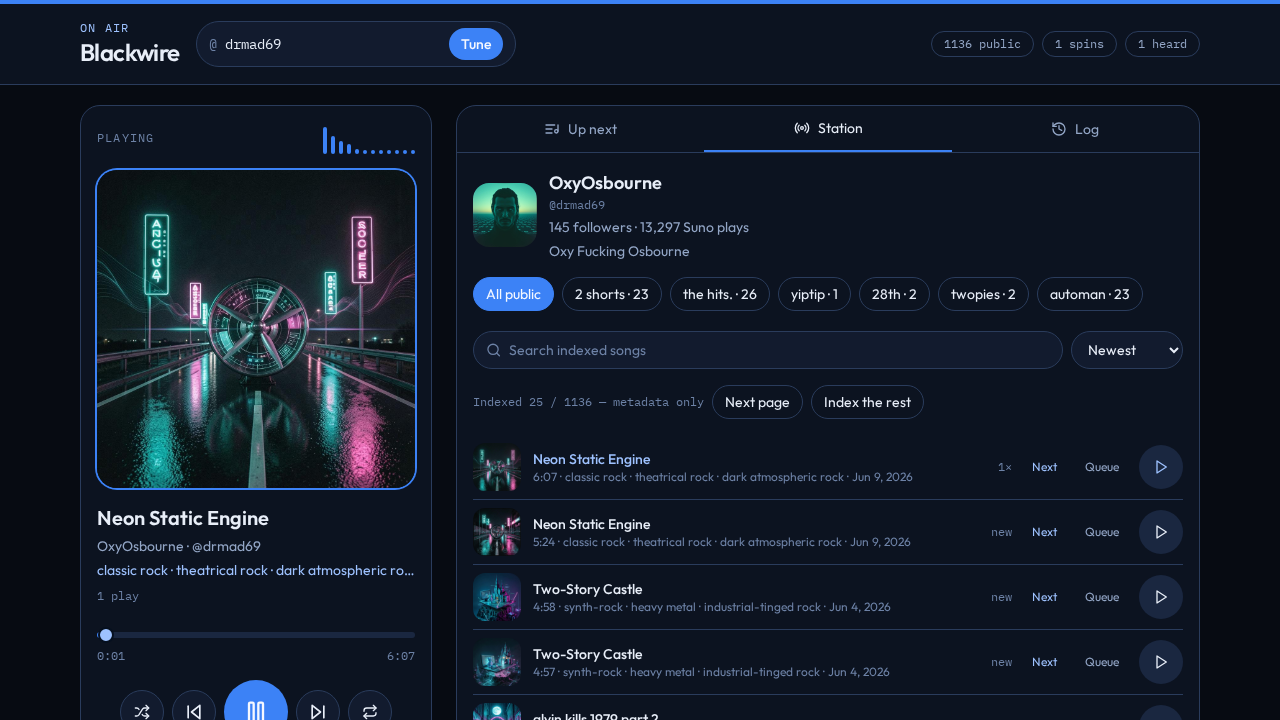 ON AIR
Blackwire
@ drmad69
Tune
1136 public
1 spins
1 heard
PLAYING
Neon Static Engine
OxyOsbourne · @drmad69
classic rock · theatrical rock · dark atmospheric ro...
1 play
0:01
6:07
Up next
Station
Log
OxyOsbourne
@drmad69
145 followers · 13,297 Suno plays
Oxy Fucking Osbourne
All public
2 shorts · 23
the hits. · 26
yiptip · 1
28th · 2
twopies · 2
automan · 23
Search indexed songs
Newest
Indexed 25 / 1136 — metadata only
Next page
Index the rest
Neon Static Engine
6:07 · classic rock · theatrical rock · dark atmospheric rock · Jun 9, 2026
1×
Next
Queue
Neon Static Engine
5:24 · classic rock · theatrical rock · dark atmospheric rock · Jun 9, 2026
new
Next
Queue
Two-Story Castle
4:58 · synth-rock · heavy metal · industrial-tinged rock · Jun 4, 2026
new
Next
Queue
Two-Story Castle
4:57 · synth-rock · heavy metal · industrial-tinged rock · Jun 4, 2026
new
Next
Queue
alvin kills 1979 part 2